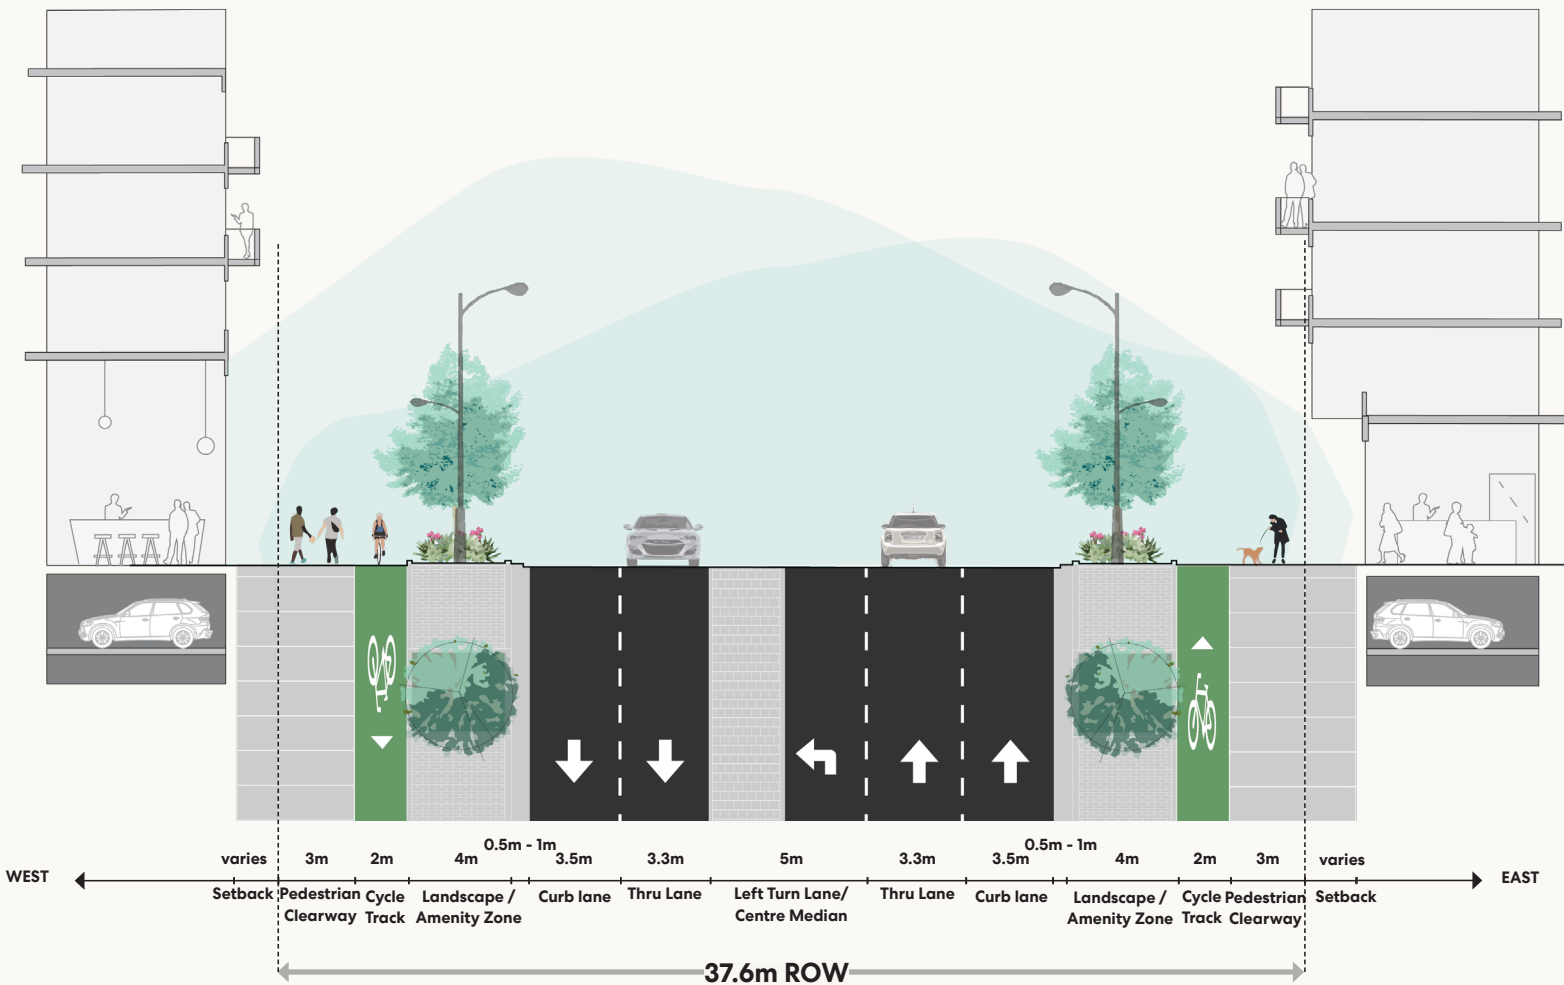 0.5m - 1m
0.5m - 1m
varies 3m 2m 4m 3.5m 3.3m 5m 3.3m 3.5m 4m 2m 3m varies
WEST
EAST
Setback Pedestrian Cycle Landscape / Curb lane Thru Lane Left Turn Lane/ Thru Lane Curb lane Landscape / Cycle Pedestrian Setback
Clearway Track Amenity Zone Centre Median Amenity Zone Track Clearway
37.6m ROW